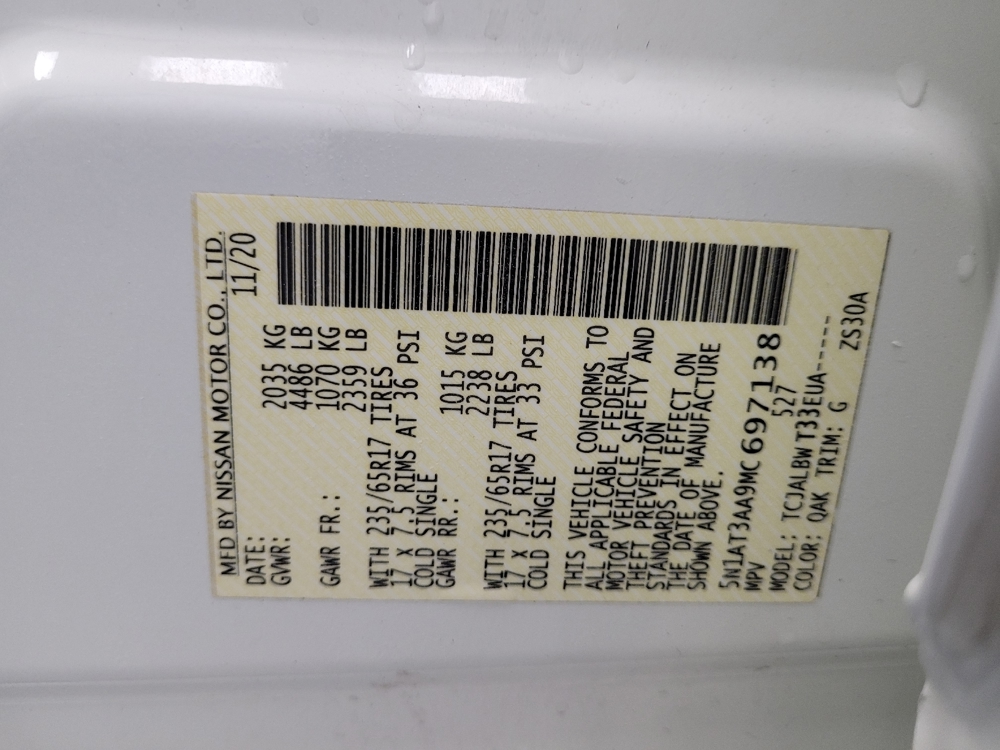 MFD BY NISSAN MOTOR CO., LTD.
DATE: 11/20
GVWR: 2035 KG
4486 LB
GAWR FR.: 1070 KG
2359 LB
WITH 235/65R17 TIRES
17 X 7.5 RIMS AT 36 PSI
COLD SINGLE
GAWR RR.: 1015 KG
2238 LB
WITH 235/65R17 TIRES
17 X 7.5 RIMS AT 33 PSI
COLD SINGLE
THIS VEHICLE CONFORMS TO
ALL APPLICABLE FEDERAL
MOTOR VEHICLE SAFETY AND
THEFT PREVENTION
STANDARDS IN EFFECT ON
THE DATE OF MANUFACTURE
SHOWN ABOVE.
5N1AT3AA9MC697138
MPV 527
MODEL: TCJALBWT33EUA-----
COLOR: QAK TRIM: G ZS30A